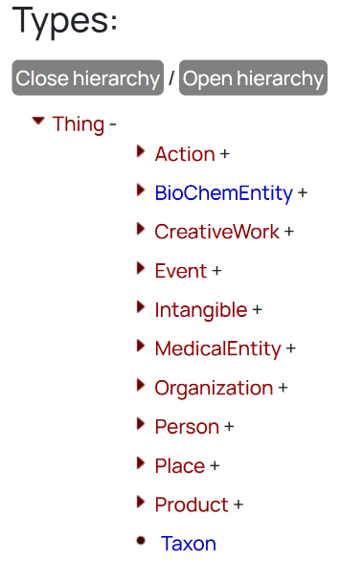 Types:
Close hierarchy / Open hierarchy
Thing -
Action +
BioChemEntity +
CreativeWork +
Event +
Intangible +
MedicalEntity +
Organization +
Person +
Place +
Product +
Taxon